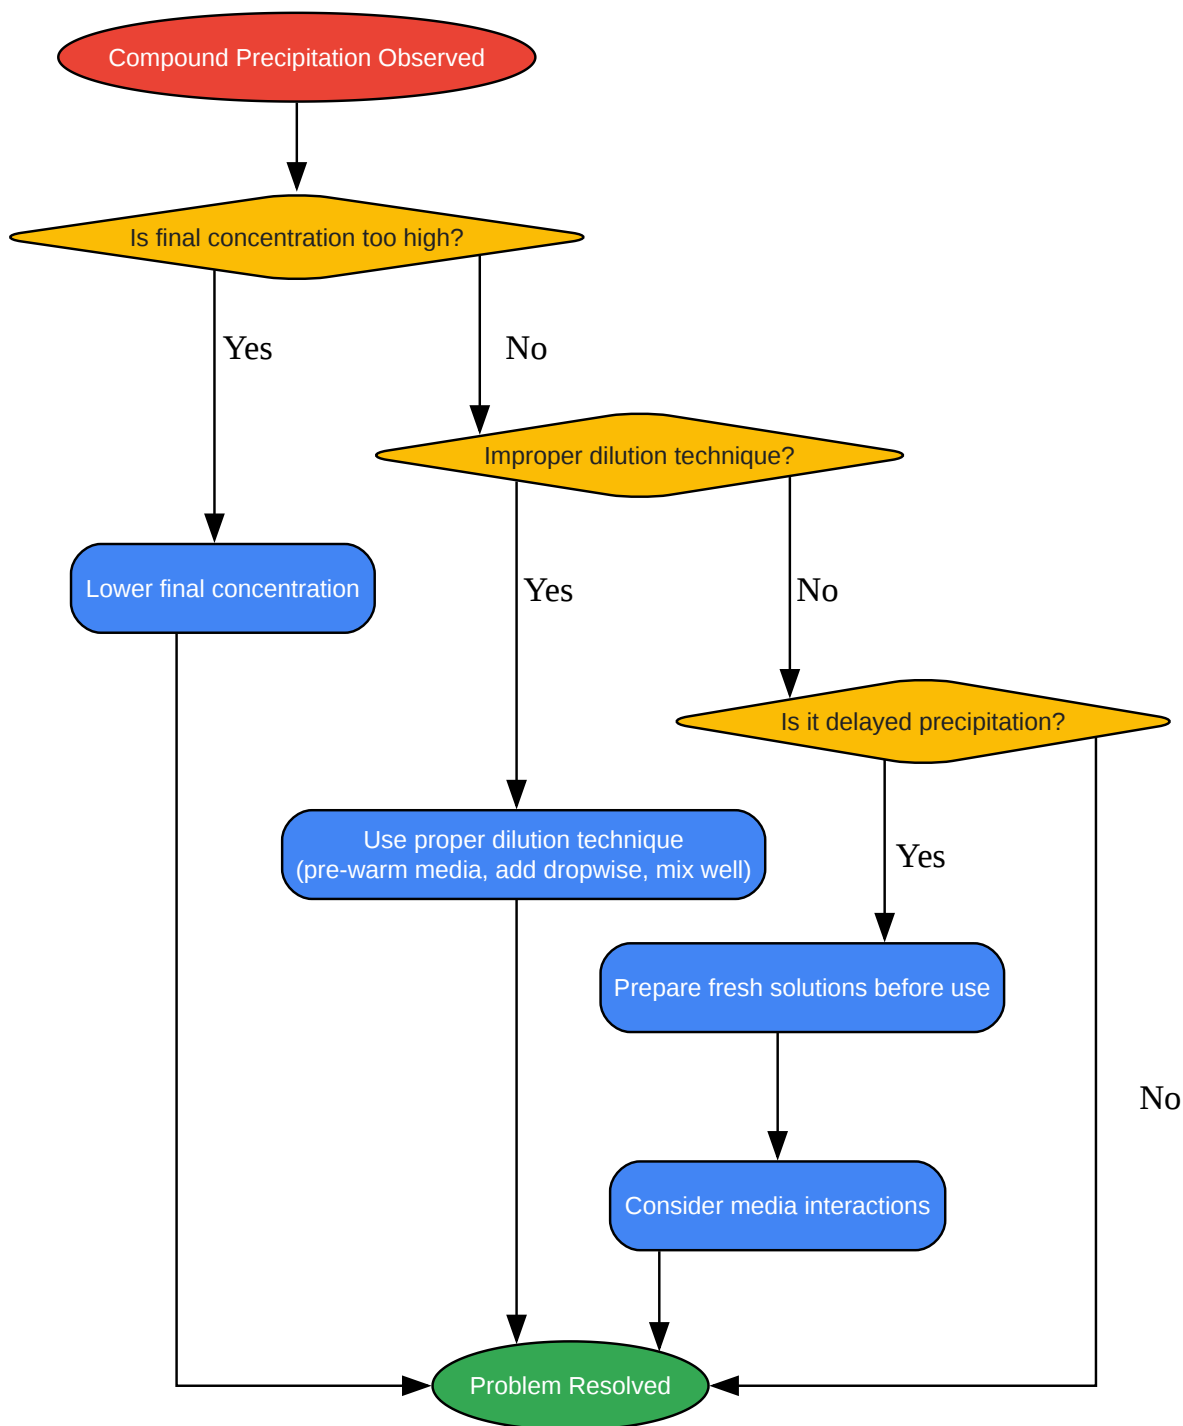 Compound Precipitation Observed
Is final concentration too high?
Yes
No
Improper dilution technique?
Lower final concentration
Yes
No
Is it delayed precipitation?
Use proper dilution technique
(pre-warm media, add dropwise, mix well)
Yes
Prepare fresh solutions before use
No
Consider media interactions
Problem Resolved